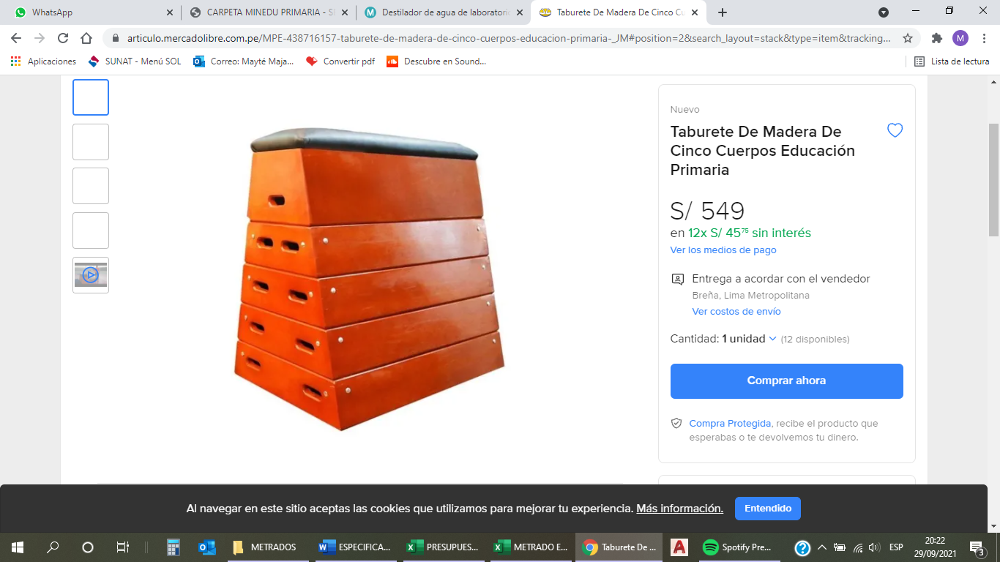 WhatsApp
CARPETA MINEDU PRIMARIA - S
Destilador de agua de laboratorio
Taburete De Madera De Cinco Cu
articulo.mercadolibre.com.pe/MPE-438716157-taburete-de-madera-de-cinco-cuerpos-educacion-primaria-_JM#position=2&search_layout=stack&type=item&tracking...
M
Aplicaciones
SUNAT - Menú SOL
Correo: Mayté Maja...
Convertir pdf
Descubre en Sound...
Lista de lectura
Nuevo
Taburete De Madera De
Cinco Cuerpos Educación
Primaria
S/ 549
en 12x S/ 45⁷⁵ sin interés
Ver los medios de pago
Entrega a acordar con el vendedor
Breña, Lima Metropolitana
Ver costos de envío
Cantidad: 1 unidad (12 disponibles)
Comprar ahora
Compra Protegida, recibe el producto que
esperabas o te devolvemos tu dinero.
Al navegar en este sitio aceptas las cookies que utilizamos para mejorar tu experiencia. Más información.
Entendido
METRADOS
ESPECIFICA...
PRESUPUES...
METRADO E...
Taburete De ...
Spotify Pre...
ESP
20:22
29/09/2021
3